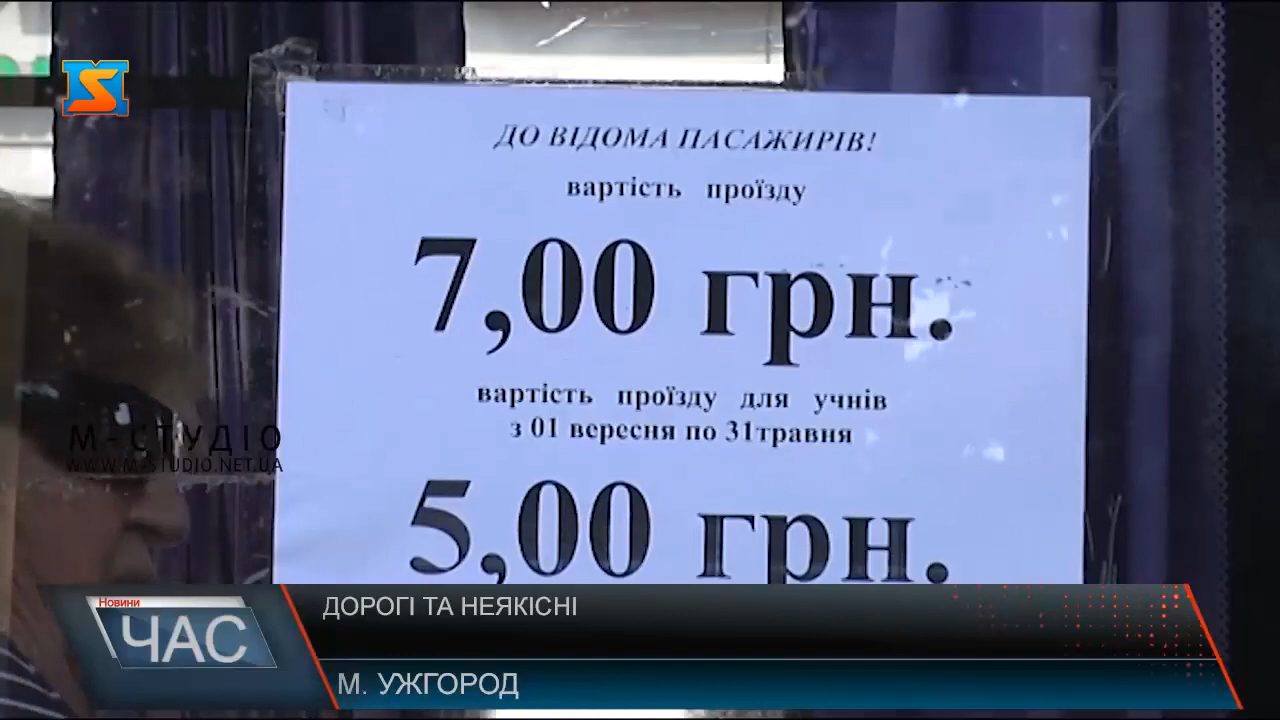 ДО ВІДОМА ПАСАЖИРІВ!
вартість проїзду
7,00 грн.
вартість проїзду для учнів
з 01 вересня по 31травня
5,00 грн.
М-СТУДІО
WWW.M-STUDIO.NET.UA
Новини
ЧАС
ДОРОГІ ТА НЕЯКІСНІ
М. УЖГОРОД